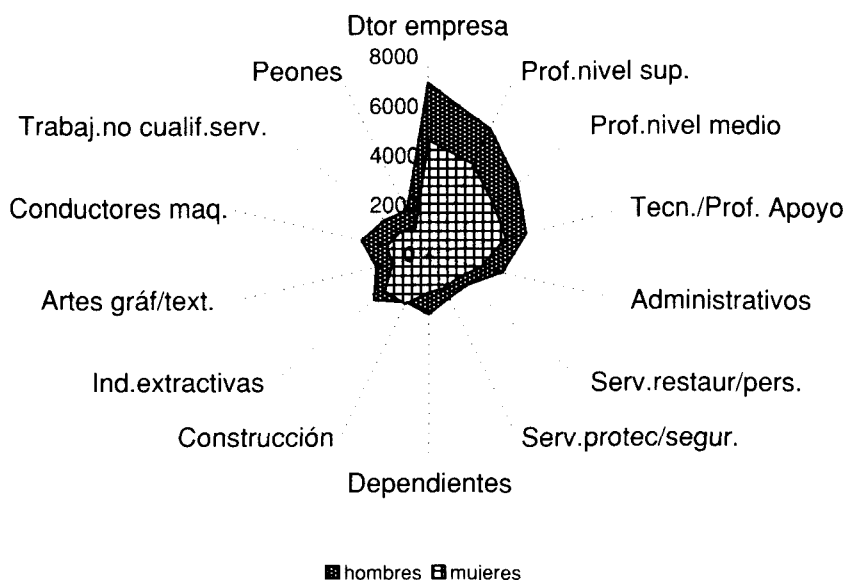 Dtor empresa
8000
Peones
Prof.nivel sup.
6000
Trabaj.no cualif.serv.
Prof.nivel medio
4000
Conductores maq.
Tecn./Prof. Apoyo
0
Artes gráf/text.
Administrativos
Ind.extractivas
Serv.restaur/pers.
Construcción
Serv.protec/segur.
Dependientes
hombres mujeres